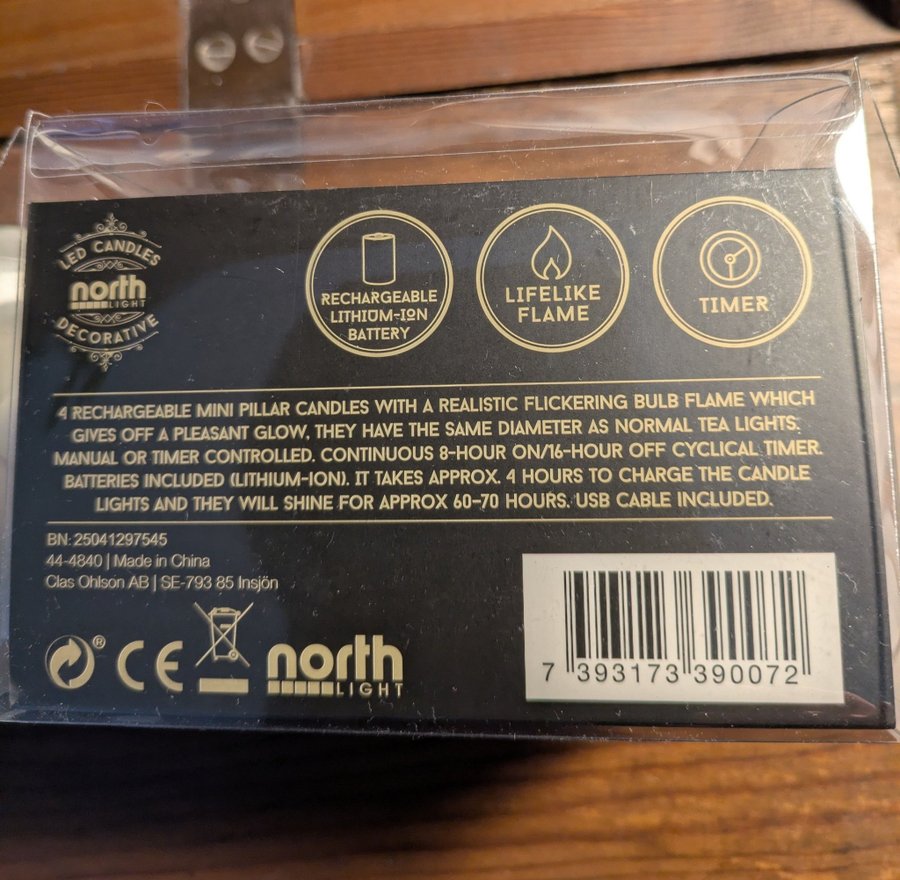 LED CANDLES
north
LIGHT
DECORATIVE
RECHARGEABLE
LITHIUM-ION
BATTERY
LIFELIKE
FLAME
TIMER
4 RECHARGEABLE MINI PILLAR CANDLES WITH A REALISTIC FLICKERING BULB FLAME WHICH
GIVES OFF A PLEASANT GLOW. THEY HAVE THE SAME DIAMETER AS NORMAL TEA LIGHTS.
MANUAL OR TIMER CONTROLLED. CONTINUOUS 8-HOUR ON/16-HOUR OFF CYCLICAL TIMER.
BATTERIES INCLUDED (LITHIUM-ION). IT TAKES APPROX. 4 HOURS TO CHARGE THE CANDLE
LIGHTS AND THEY WILL SHINE FOR APPROX 60-70 HOURS. USB CABLE INCLUDED.
BN: 25041297545
44-4840 | Made in China
Clas Ohlson AB | SE-793 85 Insjön
® CE north
LIGHT
7 393173 390072